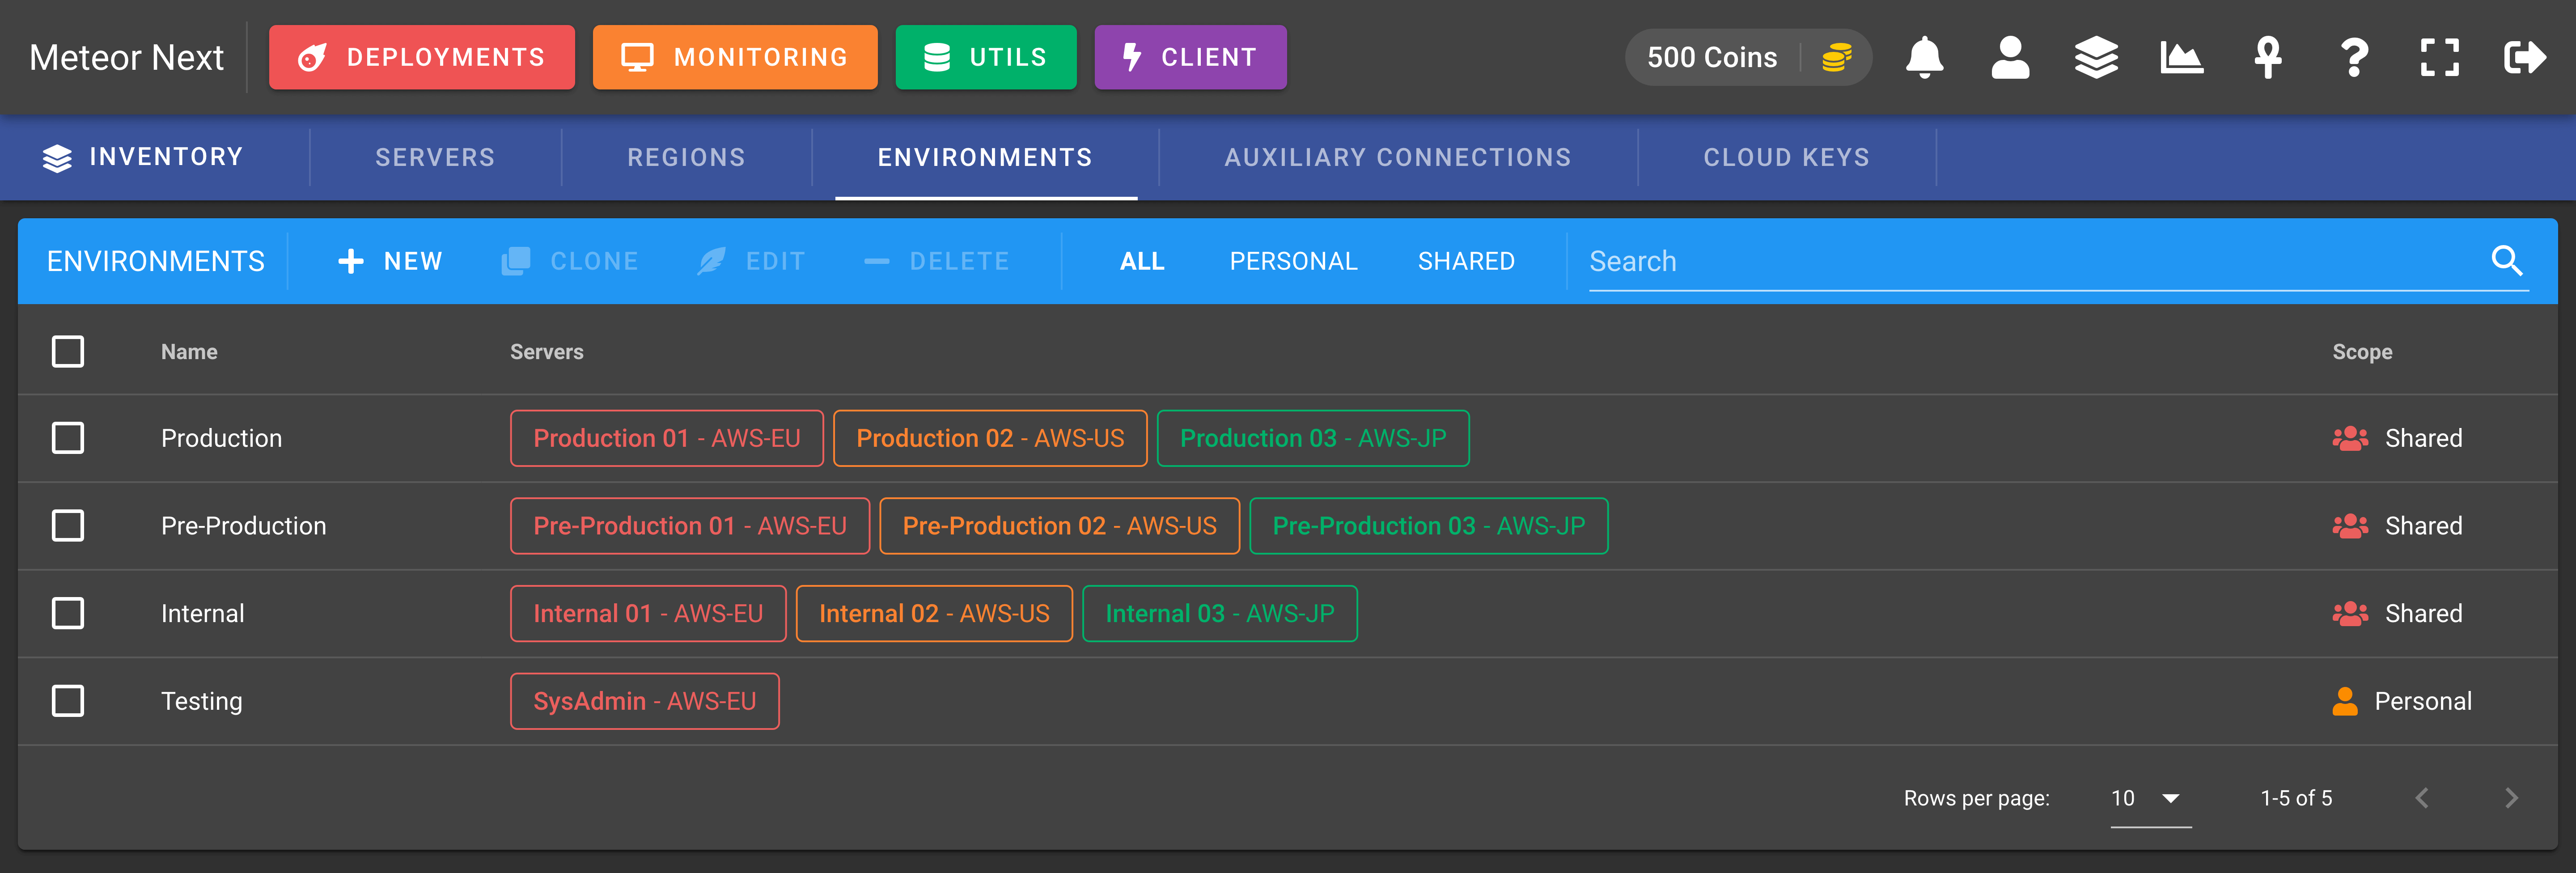 Meteor Next DEPLOYMENTS MONITORING UTILS CLIENT 500 Coins
INVENTORY SERVERS REGIONS ENVIRONMENTS AUXILIARY CONNECTIONS CLOUD KEYS
ENVIRONMENTS NEW CLONE EDIT DELETE ALL PERSONAL SHARED Search
Name Servers Scope
Production Production 01 - AWS-EU Production 02 - AWS-US Production 03 - AWS-JP Shared
Pre-Production Pre-Production 01 - AWS-EU Pre-Production 02 - AWS-US Pre-Production 03 - AWS-JP Shared
Internal Internal 01 - AWS-EU Internal 02 - AWS-US Internal 03 - AWS-JP Shared
Testing SysAdmin - AWS-EU Personal
Rows per page: 10 1-5 of 5